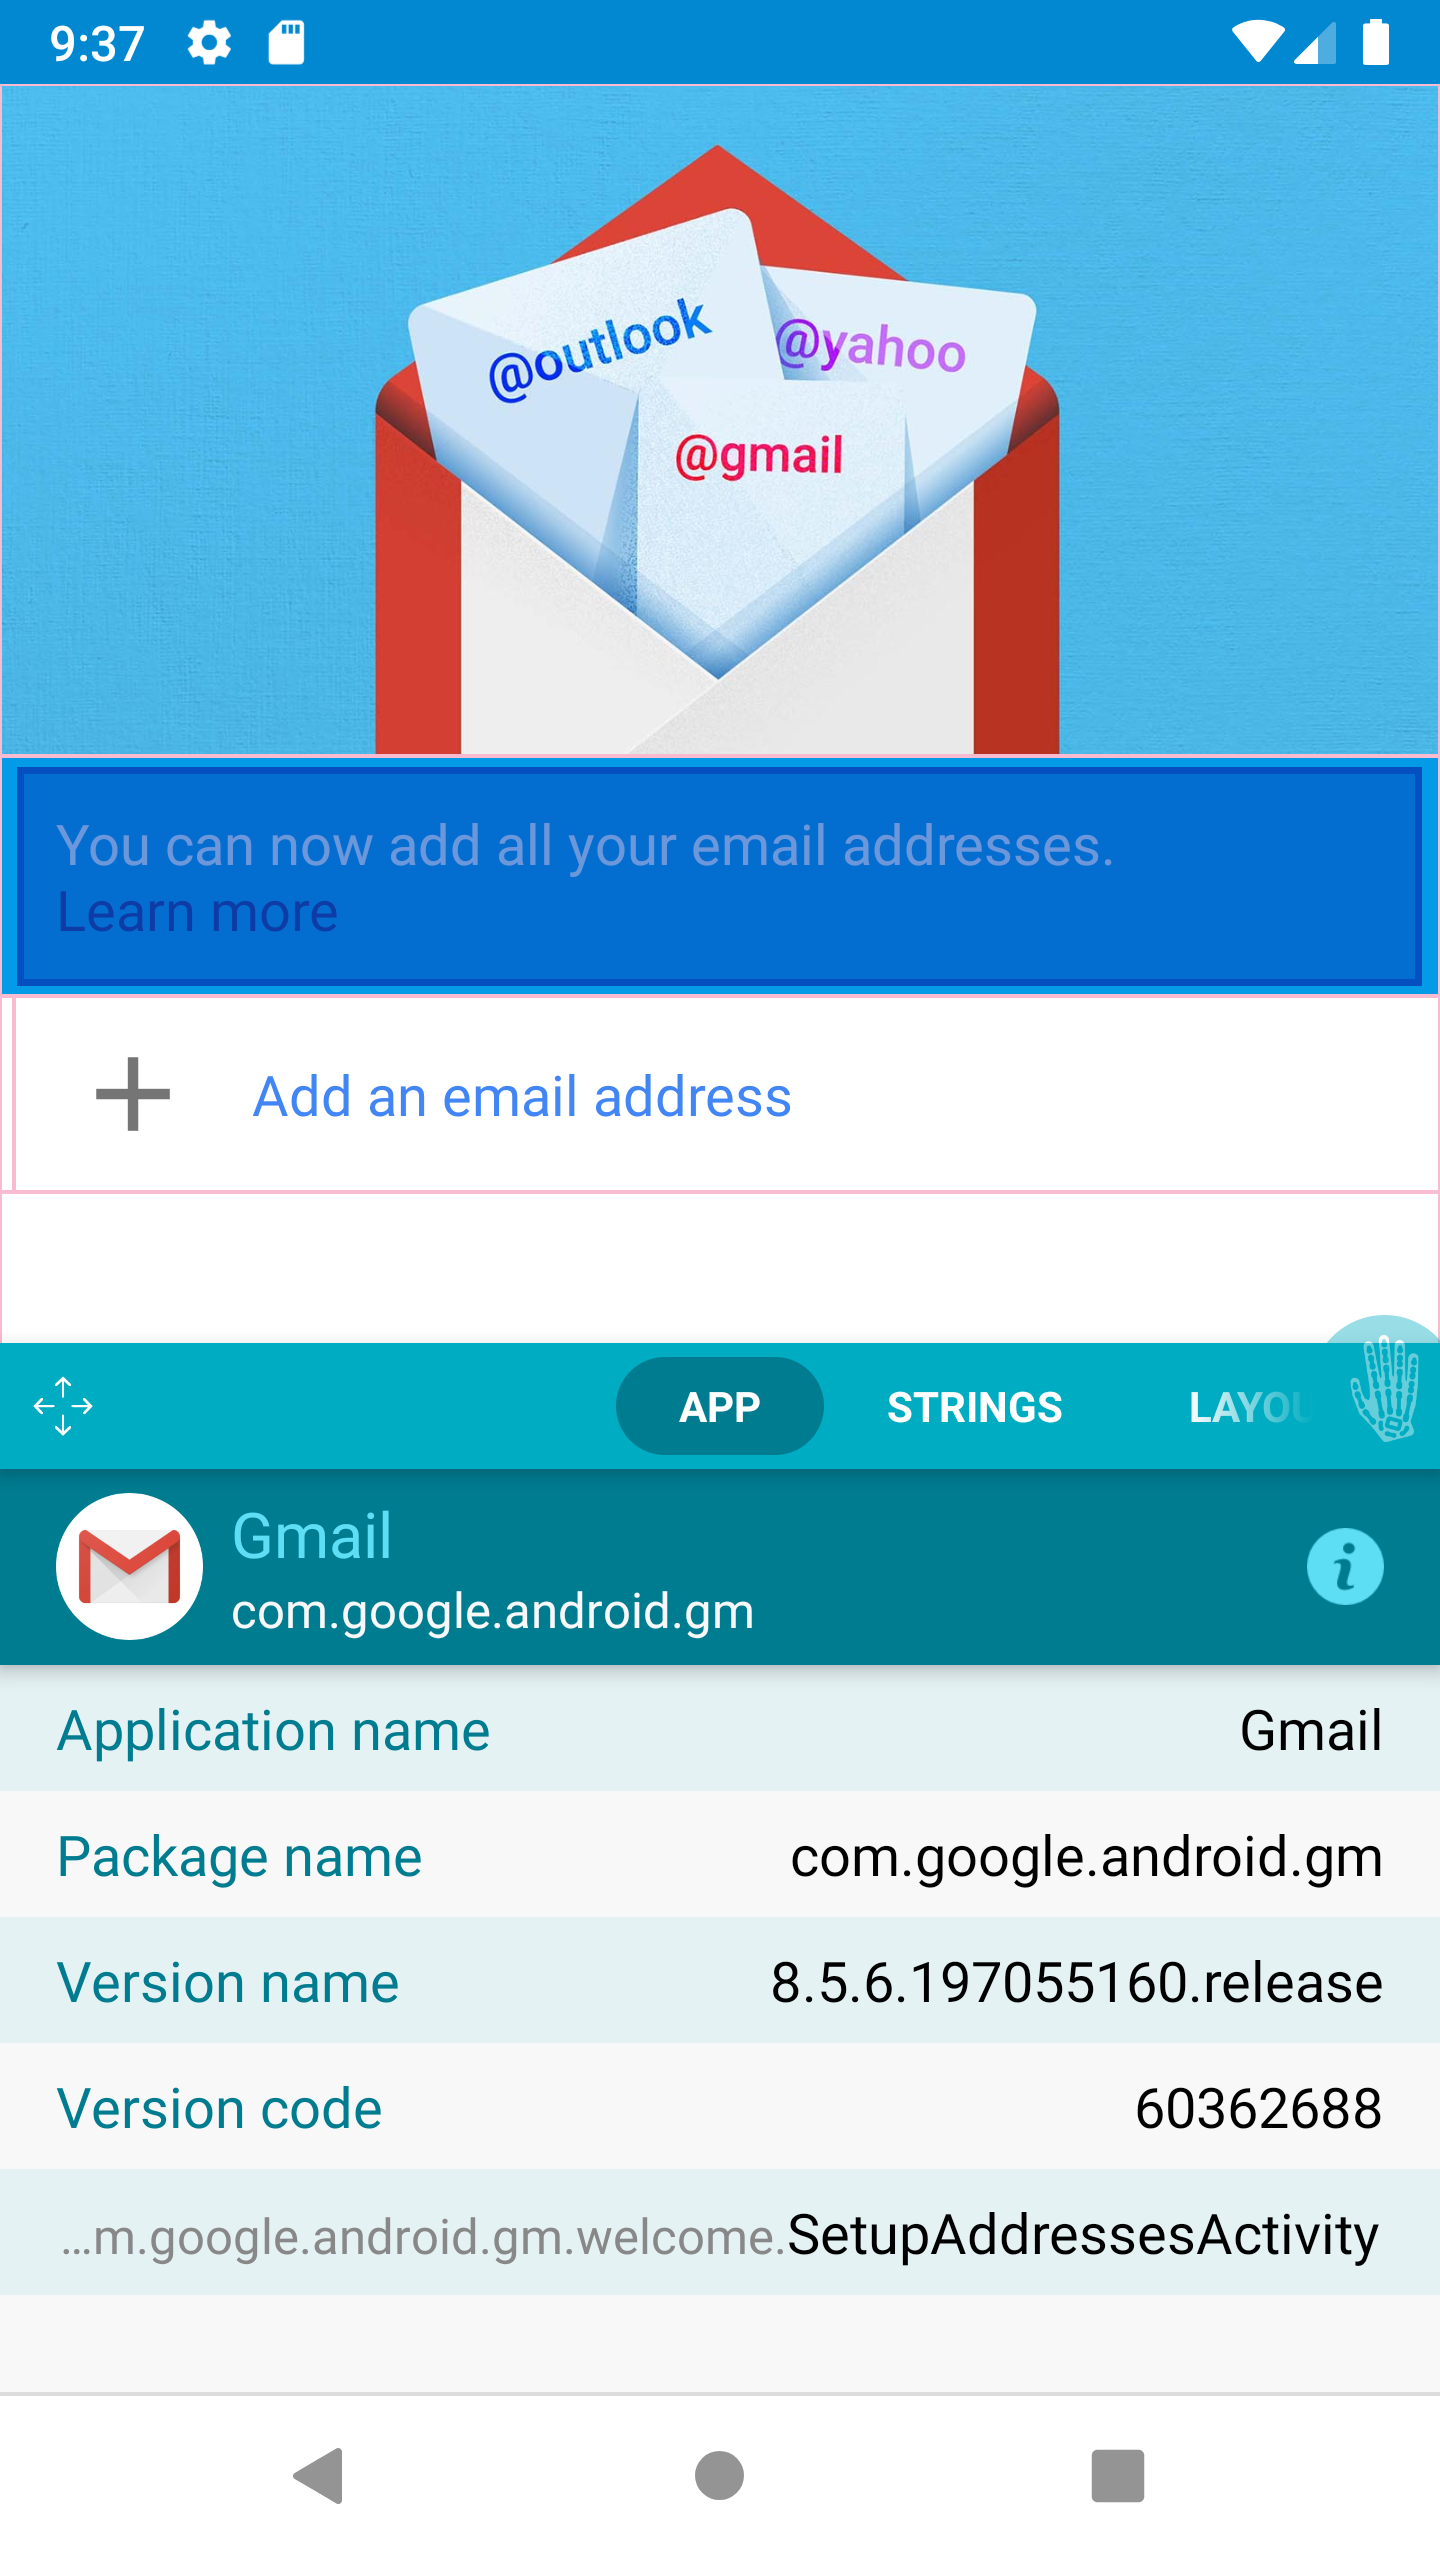 9:37
@outlook
@yahoo
@gmail
You can now add all your email addresses.
Learn more
Add an email address
APP STRINGS LAYOU
Gmail
com.google.android.gm
Application name Gmail
Package name com.google.android.gm
Version name 8.5.6.197055160.release
Version code 60362688
…m.google.android.gm.welcome.SetupAddressesActivity